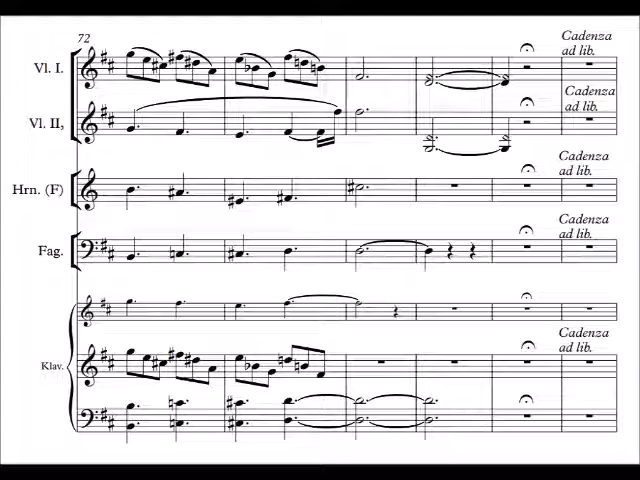 72
Cadenza
ad lib.
Vl. I.
Cadenza
ad lib.
Vl. II,
Cadenza
ad lib.
Hrn. (F)
Cadenza
ad lib.
Fag.
Cadenza
ad lib.
Klav.